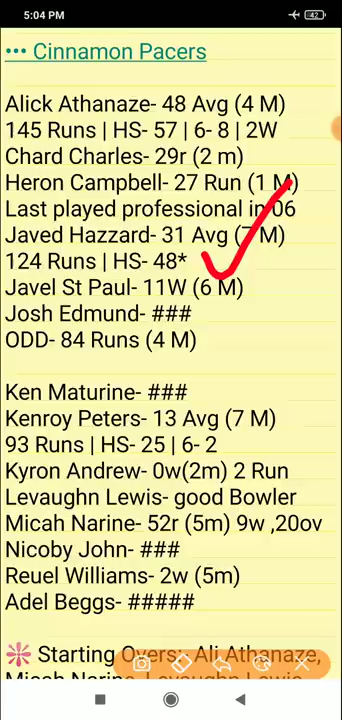 5:04 PM
42
••• Cinnamon Pacers
Alick Athanaze- 48 Avg (4 M)
145 Runs | HS- 57 | 6- 8 | 2W
Chard Charles- 29r (2 m)
Heron Campbell- 27 Run (1 M)
Last played professional in 06
Javed Hazzard- 31 Avg (7 M)
124 Runs | HS- 48*
Javel St Paul- 11W (6 M)
Josh Edmund- ###
ODD- 84 Runs (4 M)
Ken Maturine- ###
Kenroy Peters- 13 Avg (7 M)
93 Runs | HS- 25 | 6- 2
Kyron Andrew- 0w(2m) 2 Run
Levaughn Lewis- good Bowler
Micah Narine- 52r (5m) 9w ,20ov
Nicoby John- ###
Reuel Williams- 2w (5m)
Adel Beggs- #####
Starting Overs:- Ali Athanaze,
Micah Narine, Levaughn Lewis